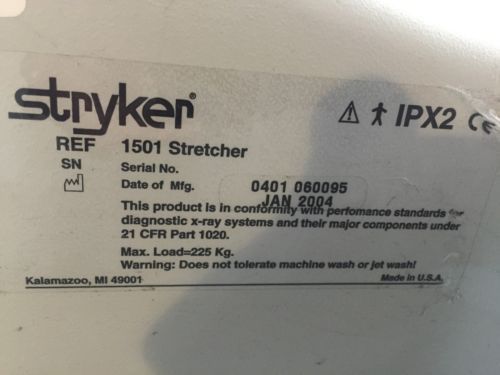 stryker®
IPX2 CE
REF 1501 Stretcher
SN Serial No.
Date of Mfg. 0401 060095
JAN 2004
This product is in conformity with perfomance standards for
diagnostic x-ray systems and their major components under
21 CFR Part 1020.
Max. Load=225 Kg.
Warning: Does not tolerate machine wash or jet wash!
Kalamazoo, MI 49001 Made in U.S.A.